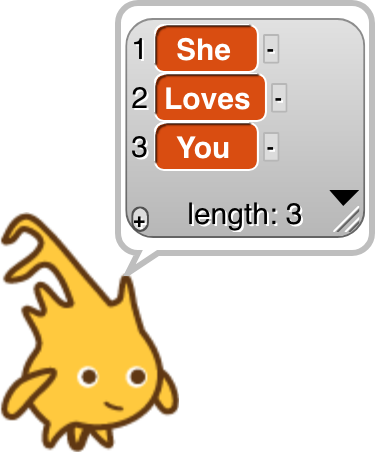 1 She -
2 Loves -
3 You -
+ length: 3